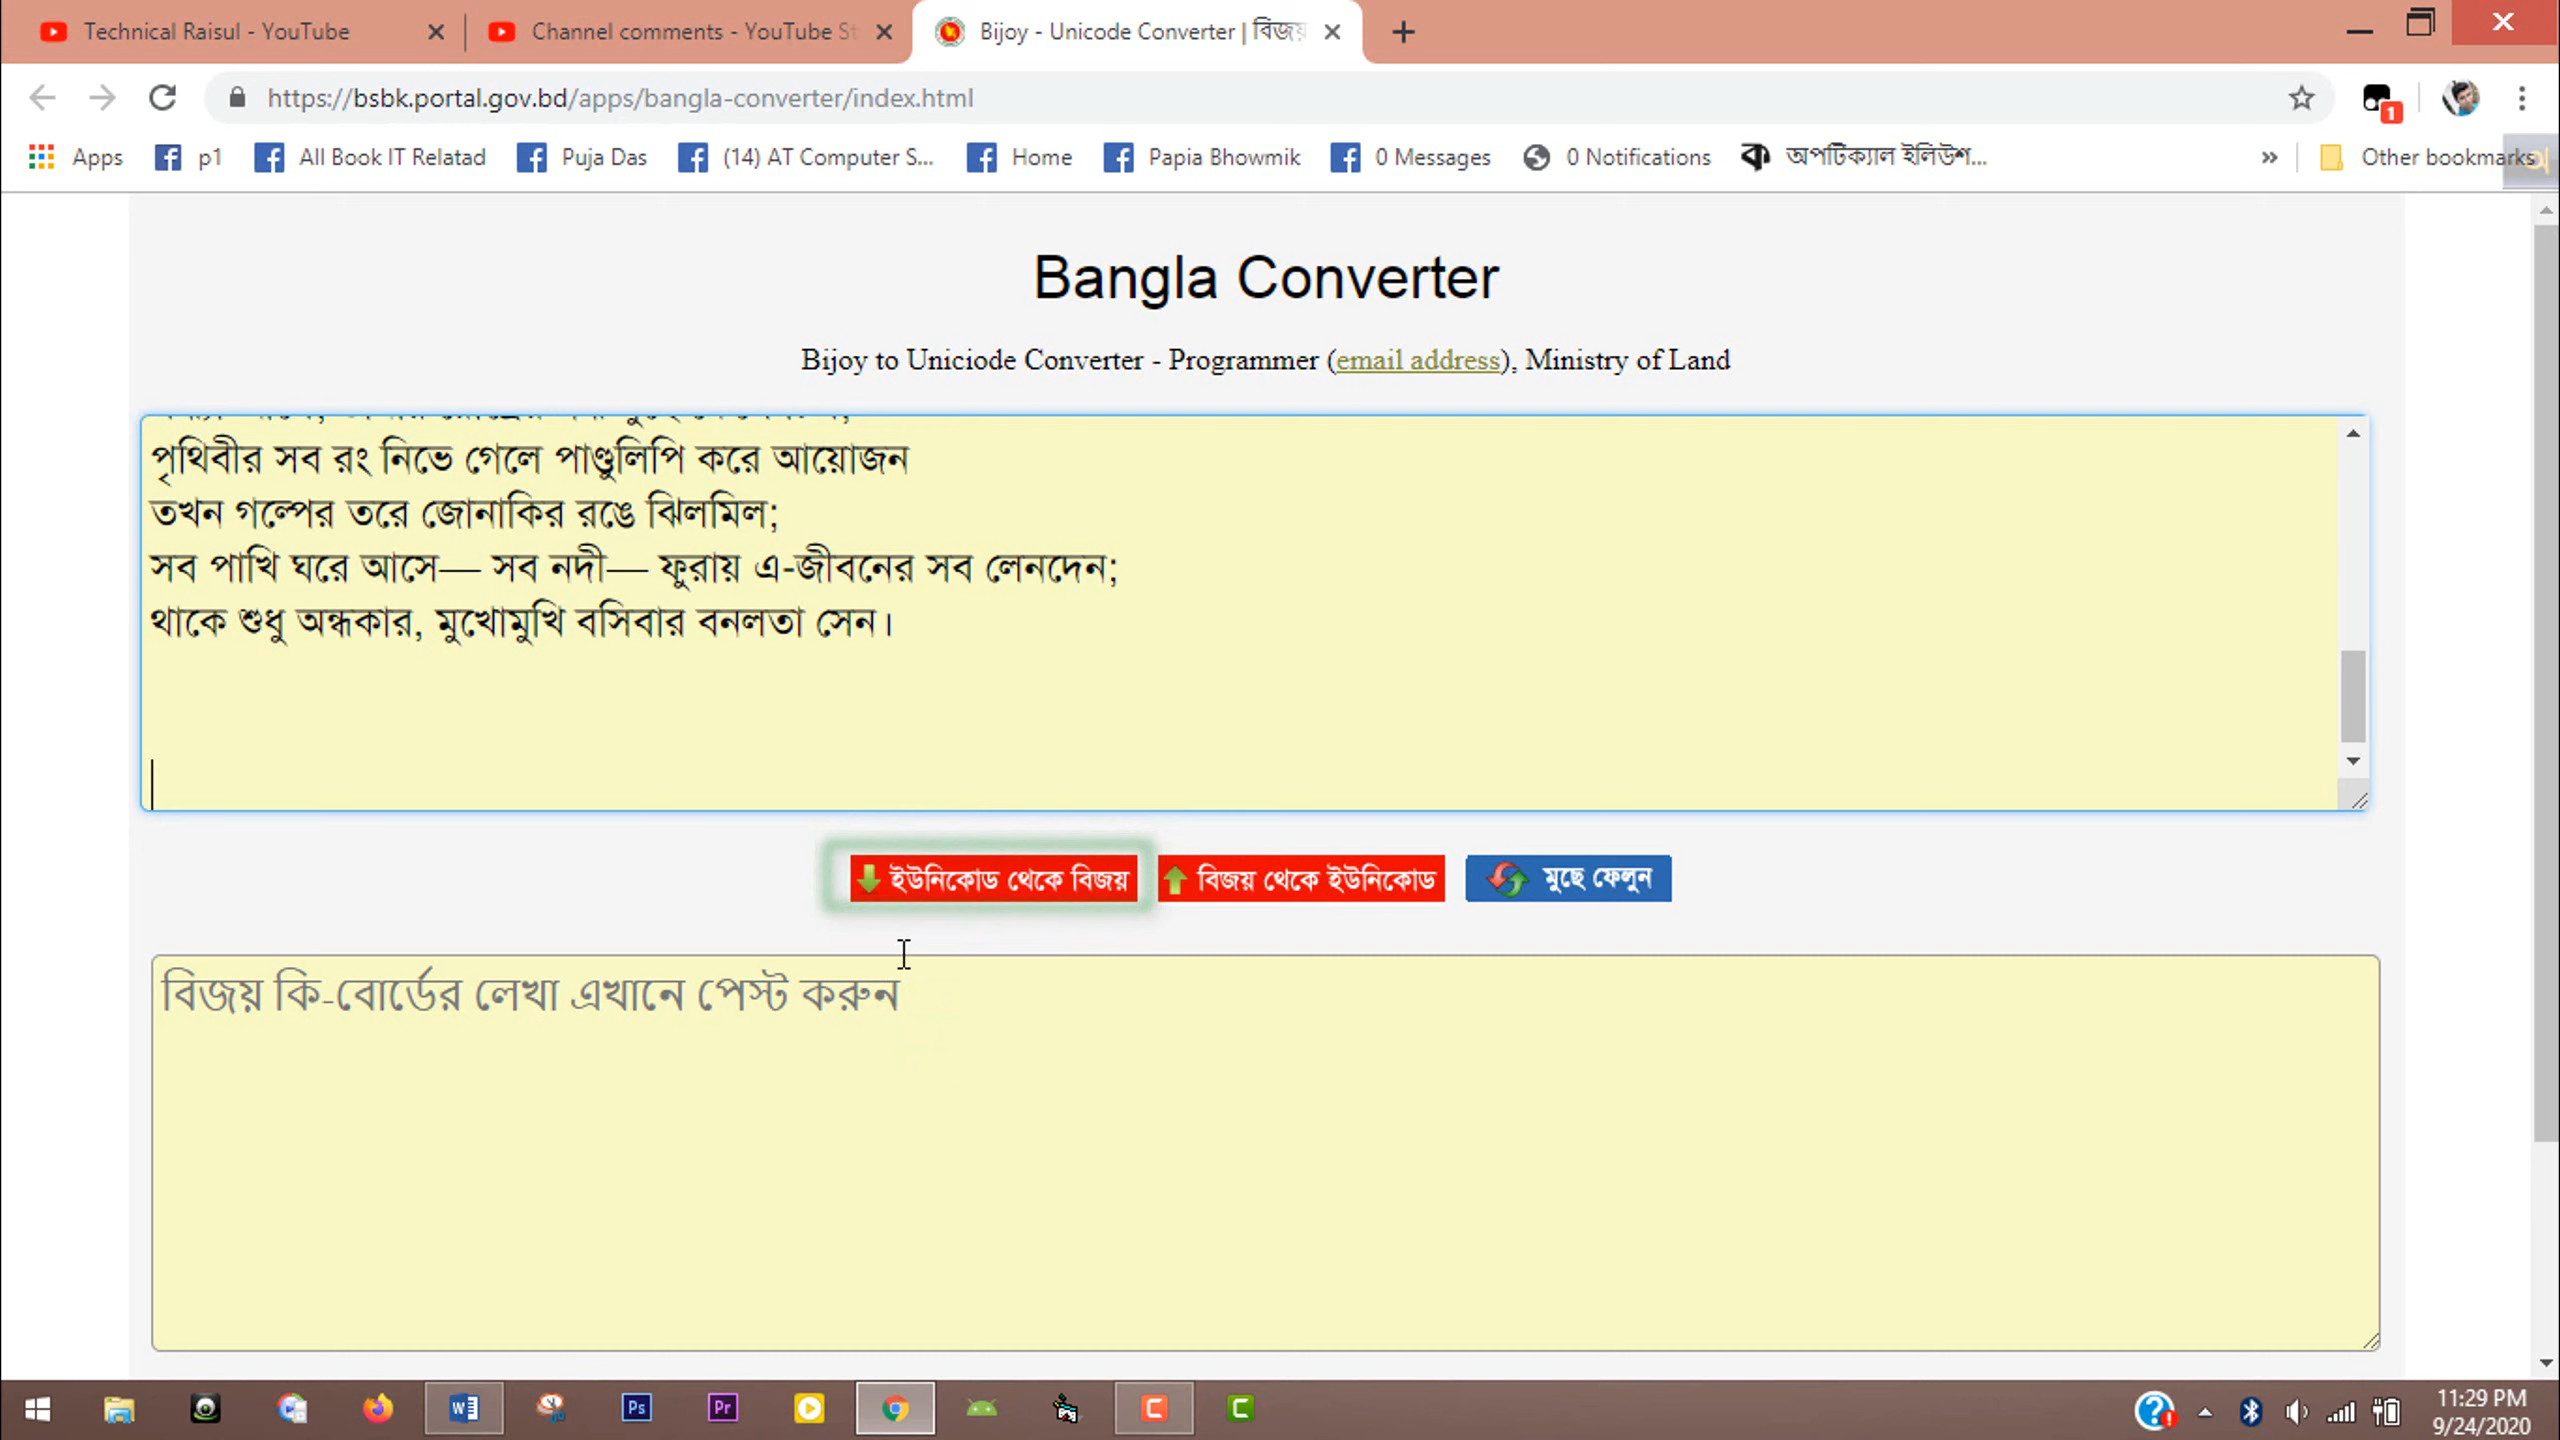 Technical Raisul - YouTube
Channel comments - YouTube St
Bijoy - Unicode Converter | বিজয়
https://bsbk.portal.gov.bd/apps/bangla-converter/index.html
1
Apps
p1
All Book IT Relatad
Puja Das
(14) AT Computer S...
Home
Papia Bhowmik
0 Messages
0 Notifications
অপটিক্যাল ইলিউশ...
»
Other bookmarks
Bangla Converter
Bijoy to Uniciode Converter - Programmer (email address), Ministry of Land
পৃথিবীর সব রং নিভে গেলে পাণ্ডুলিপি করে আয়োজন
তখন গল্পের তরে জোনাকির রঙে ঝিলমিল;
সব পাখি ঘরে আসে— সব নদী— ফুরায় এ-জীবনের সব লেনদেন;
থাকে শুধু অন্ধকার, মুখোমুখি বসিবার বনলতা সেন।
ইউনিকোড থেকে বিজয়
বিজয় থেকে ইউনিকোড
মুছে ফেলুন
বিজয় কি-বোর্ডের লেখা এখানে পেস্ট করুন
Ps
Pr
11:29 PM
9/24/2020